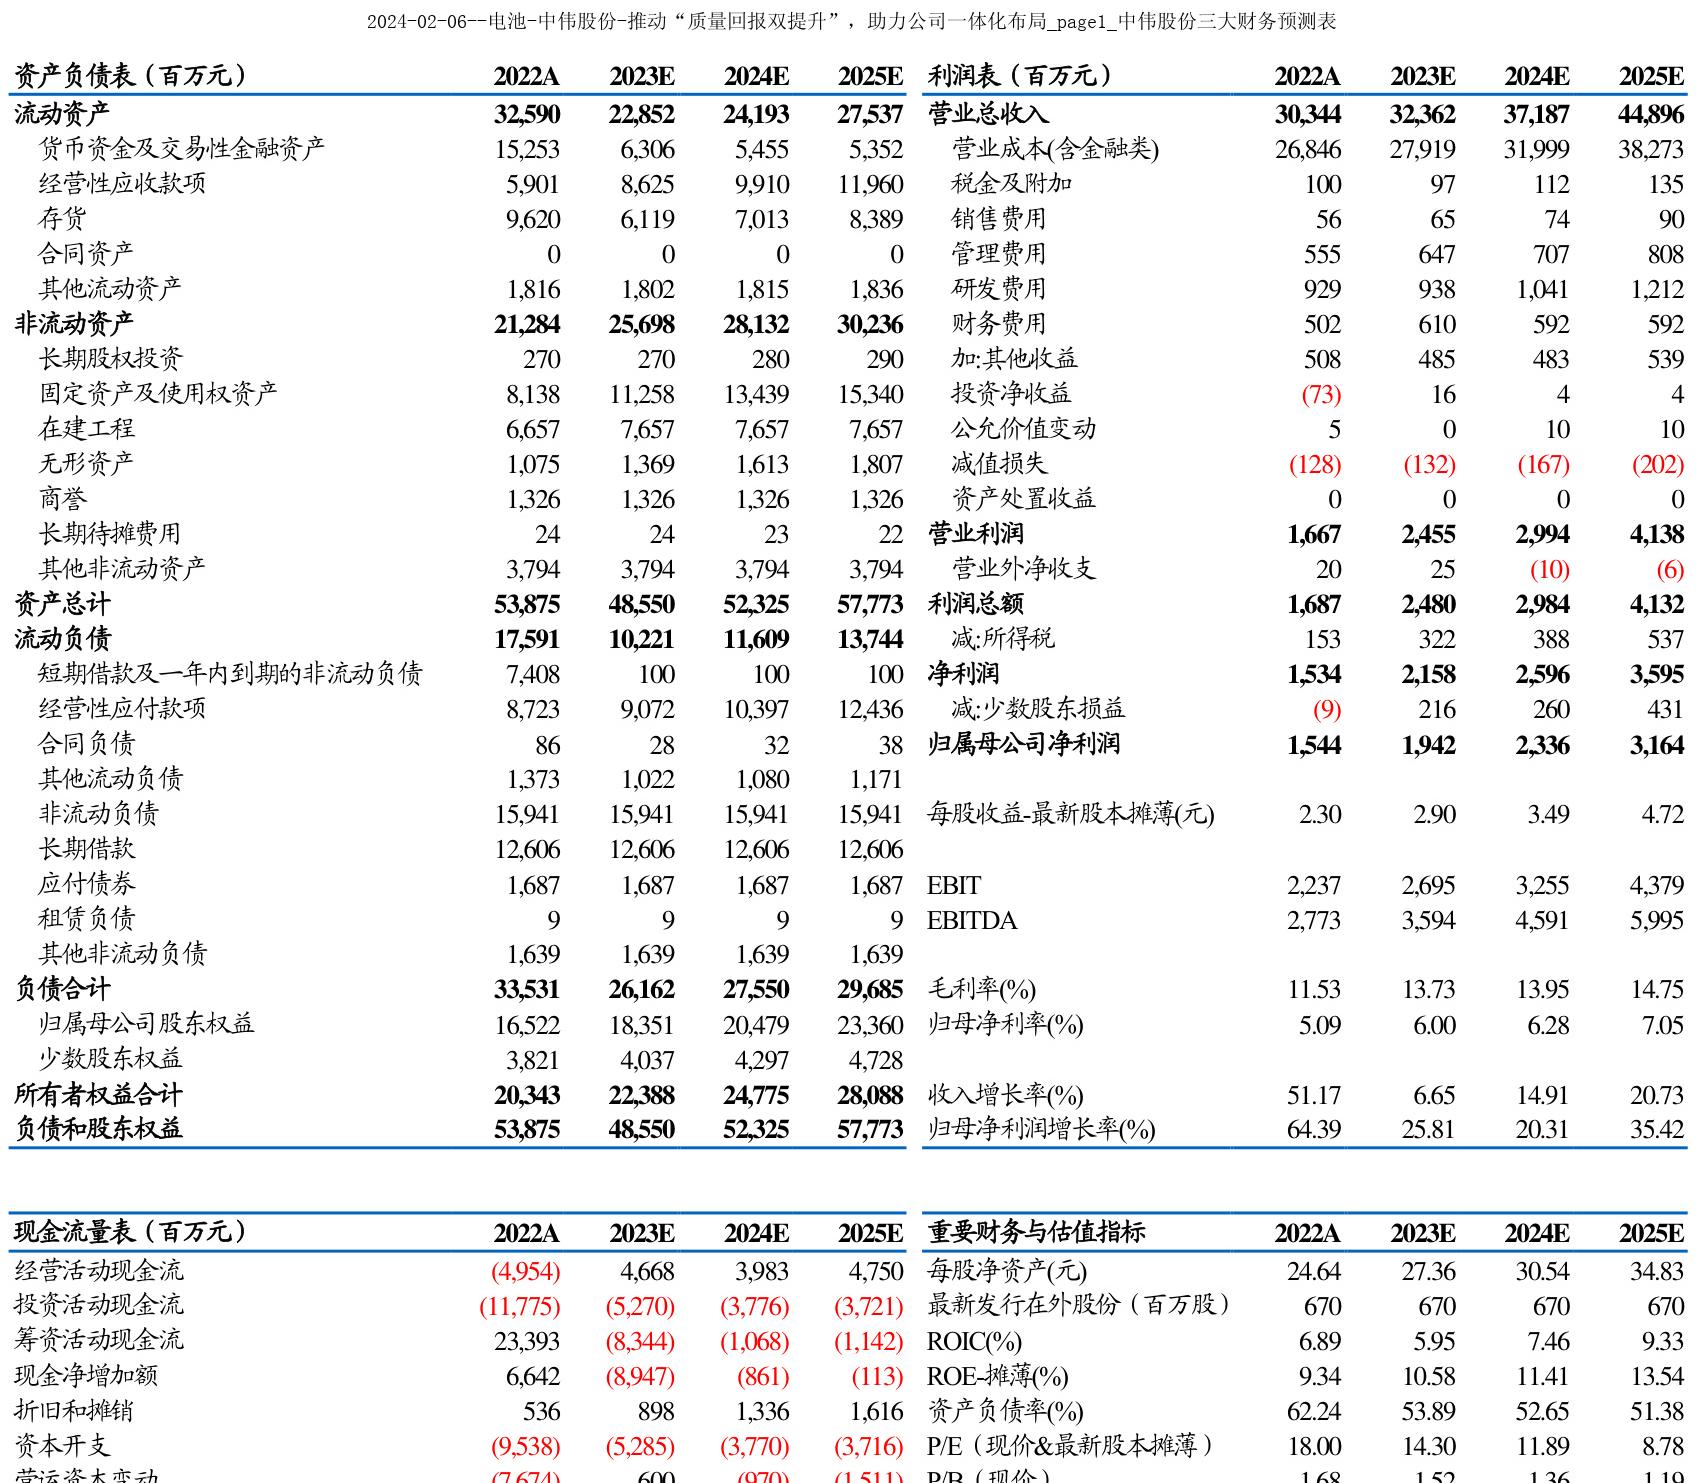 2024-02-06--电池-中伟股份-推动“质量回报双提升”，助力公司一体化布局_page1_中伟股份三大财务预测表
资产负债表（百万元） 2022A 2023E 2024E 2025E
流动资产 32,590 22,852 24,193 27,537
货币资金及交易性金融资产 15,253 6,306 5,455 5,352
经营性应收款项 5,901 8,625 9,910 11,960
存货 9,620 6,119 7,013 8,389
合同资产 0 0 0 0
其他流动资产 1,816 1,802 1,815 1,836
非流动资产 21,284 25,698 28,132 30,236
长期股权投资 270 270 280 290
固定资产及使用权资产 8,138 11,258 13,439 15,340
在建工程 6,657 7,657 7,657 7,657
无形资产 1,075 1,369 1,613 1,807
商誉 1,326 1,326 1,326 1,326
长期待摊费用 24 24 23 22
其他非流动资产 3,794 3,794 3,794 3,794
资产总计 53,875 48,550 52,325 57,773
流动负债 17,591 10,221 11,609 13,744
短期借款及一年内到期的非流动负债 7,408 100 100 100
经营性应付款项 8,723 9,072 10,397 12,436
合同负债 86 28 32 38
其他流动负债 1,373 1,022 1,080 1,171
非流动负债 15,941 15,941 15,941 15,941
长期借款 12,606 12,606 12,606 12,606
应付债券 1,687 1,687 1,687 1,687
租赁负债 9 9 9 9
其他非流动负债 1,639 1,639 1,639 1,639
负债合计 33,531 26,162 27,550 29,685
归属母公司股东权益 16,522 18,351 20,479 23,360
少数股东权益 3,821 4,037 4,297 4,728
所有者权益合计 20,343 22,388 24,775 28,088
负债和股东权益 53,875 48,550 52,325 57,773
利润表（百万元） 2022A 2023E 2024E 2025E
营业总收入 30,344 32,362 37,187 44,896
营业成本(含金融类) 26,846 27,919 31,999 38,273
税金及附加 100 97 112 135
销售费用 56 65 74 90
管理费用 555 647 707 808
研发费用 929 938 1,041 1,212
财务费用 502 610 592 592
加:其他收益 508 485 483 539
投资净收益 (73) 16 4 4
公允价值变动 5 0 10 10
减值损失 (128) (132) (167) (202)
资产处置收益 0 0 0 0
营业利润 1,667 2,455 2,994 4,138
营业外净收支 20 25 (10) (6)
利润总额 1,687 2,480 2,984 4,132
减:所得税 153 322 388 537
净利润 1,534 2,158 2,596 3,595
减:少数股东损益 (9) 216 260 431
归属母公司净利润 1,544 1,942 2,336 3,164
每股收益-最新股本摊薄(元) 2.30 2.90 3.49 4.72
EBIT 2,237 2,695 3,255 4,379
EBITDA 2,773 3,594 4,591 5,995
毛利率(%) 11.53 13.73 13.95 14.75
归母净利率(%) 5.09 6.00 6.28 7.05
收入增长率(%) 51.17 6.65 14.91 20.73
归母净利润增长率(%) 64.39 25.81 20.31 35.42
现金流量表（百万元） 2022A 2023E 2024E 2025E
经营活动现金流 (4,954) 4,668 3,983 4,750
投资活动现金流 (11,775) (5,270) (3,776) (3,721)
筹资活动现金流 23,393 (8,344) (1,068) (1,142)
现金净增加额 6,642 (8,947) (861) (113)
折旧和摊销 536 898 1,336 1,616
资本开支 (9,538) (5,285) (3,770) (3,716)
营运资本变动 (7,674) 600 (970) (1,511)
重要财务与估值指标 2022A 2023E 2024E 2025E
每股净资产(元) 24.64 27.36 30.54 34.83
最新发行在外股份（百万股） 670 670 670 670
ROIC(%) 6.89 5.95 7.46 9.33
ROE-摊薄(%) 9.34 10.58 11.41 13.54
资产负债率(%) 62.24 53.89 52.65 51.38
P/E（现价&最新股本摊薄） 18.00 14.30 11.89 8.78
P/B（现价） 1.68 1.52 1.36 1.19